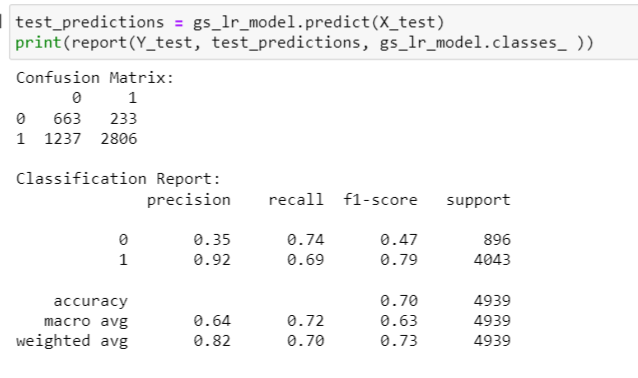 test_predictions = gs_lr_model.predict(X_test)
print(report(Y_test, test_predictions, gs_lr_model.classes_ ))
Confusion Matrix:
0 1
0 663 233
1 1237 2806
Classification Report:
precision recall f1-score support
0 0.35 0.74 0.47 896
1 0.92 0.69 0.79 4043
accuracy 0.70 4939
macro avg 0.64 0.72 0.63 4939
weighted avg 0.82 0.70 0.73 4939